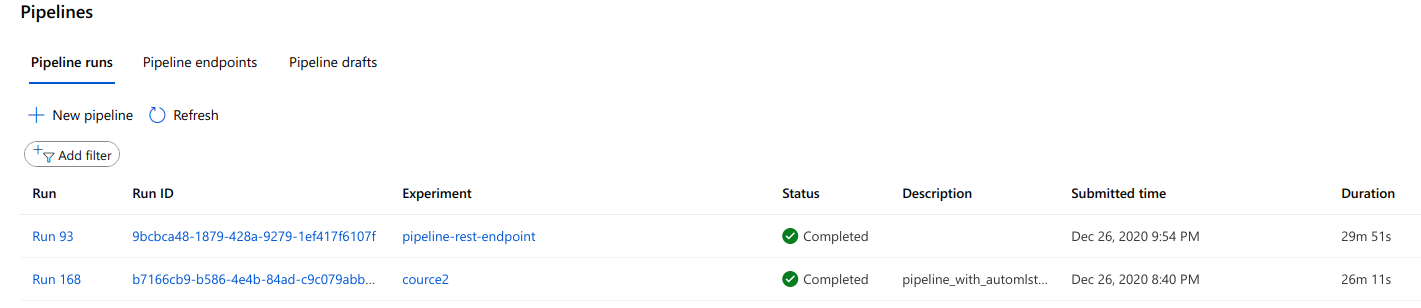 Pipelines
Pipeline runs Pipeline endpoints Pipeline drafts
New pipeline Refresh
Add filter
Run Run ID Experiment Status Description Submitted time Duration
Run 93 9bcbca48-1879-428a-9279-1ef417f6107f pipeline-rest-endpoint Completed Dec 26, 2020 9:54 PM 29m 51s
Run 168 b7166cb9-b586-4e4b-84ad-c9c079abb... cource2 Completed pipeline_with_automlst... Dec 26, 2020 8:40 PM 26m 11s